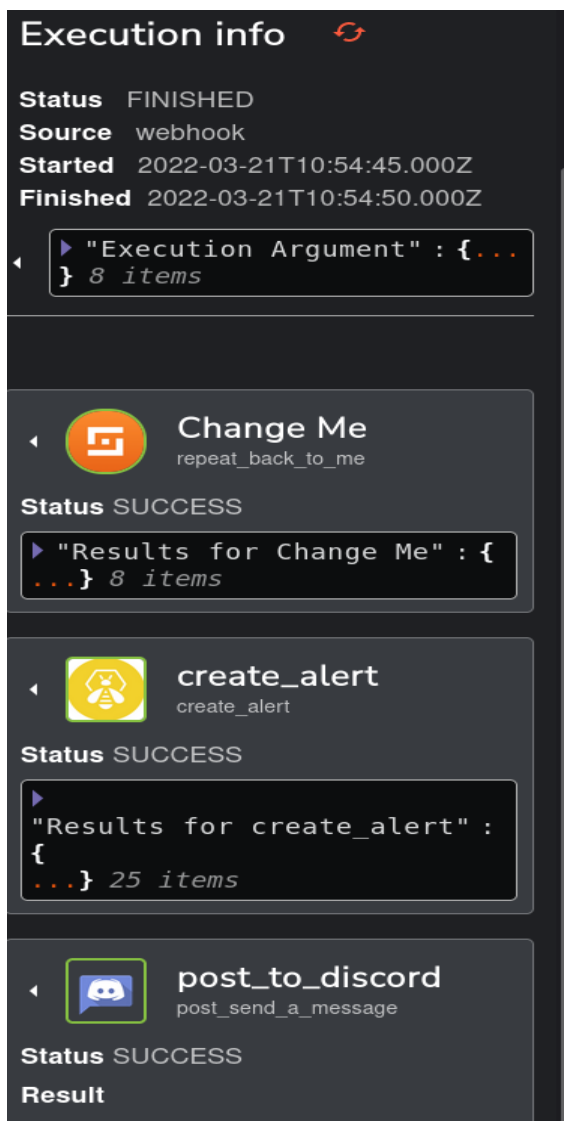 Execution info
Status FINISHED
Source webhook
Started 2022-03-21T10:54:45.000Z
Finished 2022-03-21T10:54:50.000Z
"Execution Argument" : {...
} 8 items
Change Me
repeat_back_to_me
Status SUCCESS
"Results for Change Me" : {
...} 8 items
create_alert
create_alert
Status SUCCESS
"Results for create_alert" :
{
...} 25 items
post_to_discord
post_send_a_message
Status SUCCESS
Result